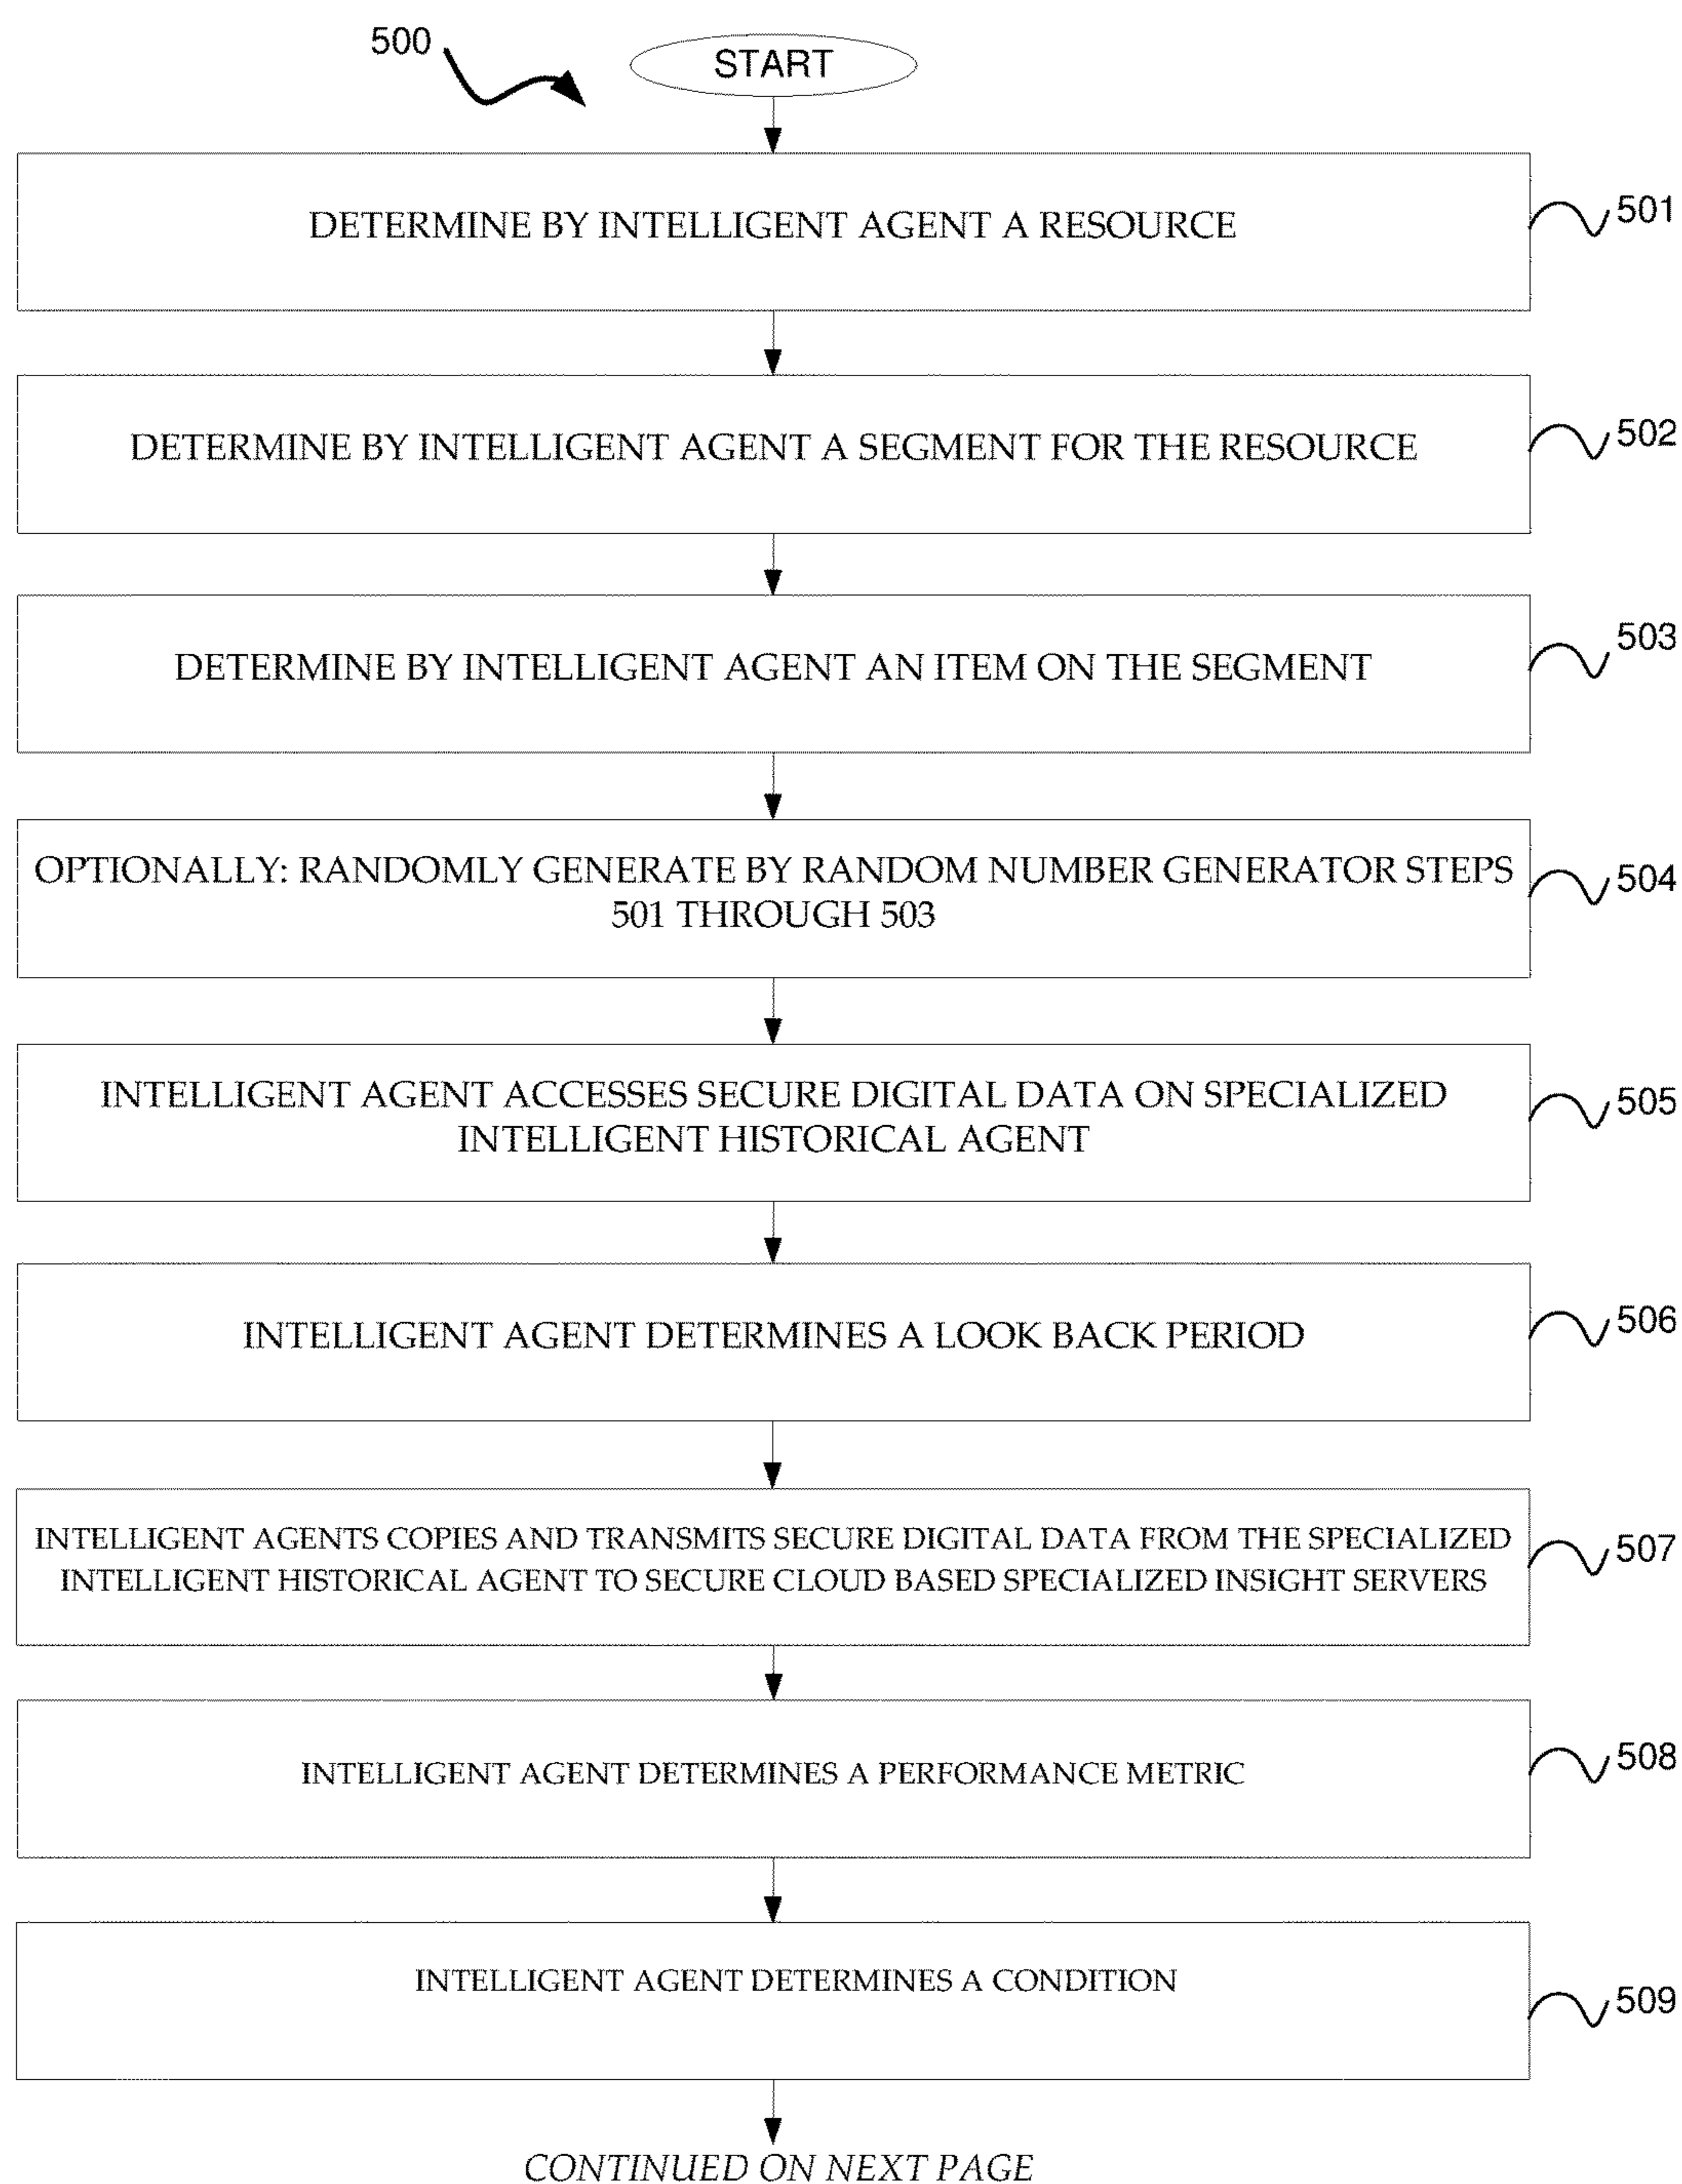 500
START
DETERMINE BY INTELLIGENT AGENT A RESOURCE
501
DETERMINE BY INTELLIGENT AGENT A SEGMENT FOR THE RESOURCE
502
DETERMINE BY INTELLIGENT AGENT AN ITEM ON THE SEGMENT
503
OPTIONALLY: RANDOMLY GENERATE BY RANDOM NUMBER GENERATOR STEPS
501 THROUGH 503
504
INTELLIGENT AGENT ACCESSES SECURE DIGITAL DATA ON SPECIALIZED
INTELLIGENT HISTORICAL AGENT
505
INTELLIGENT AGENT DETERMINES A LOOK BACK PERIOD
506
INTELLIGENT AGENTS COPIES AND TRANSMITS SECURE DIGITAL DATA FROM THE SPECIALIZED
INTELLIGENT HISTORICAL AGENT TO SECURE CLOUD BASED SPECIALIZED INSIGHT SERVERS
507
INTELLIGENT AGENT DETERMINES A PERFORMANCE METRIC
508
INTELLIGENT AGENT DETERMINES A CONDITION
509
CONTINUED ON NEXT PAGE